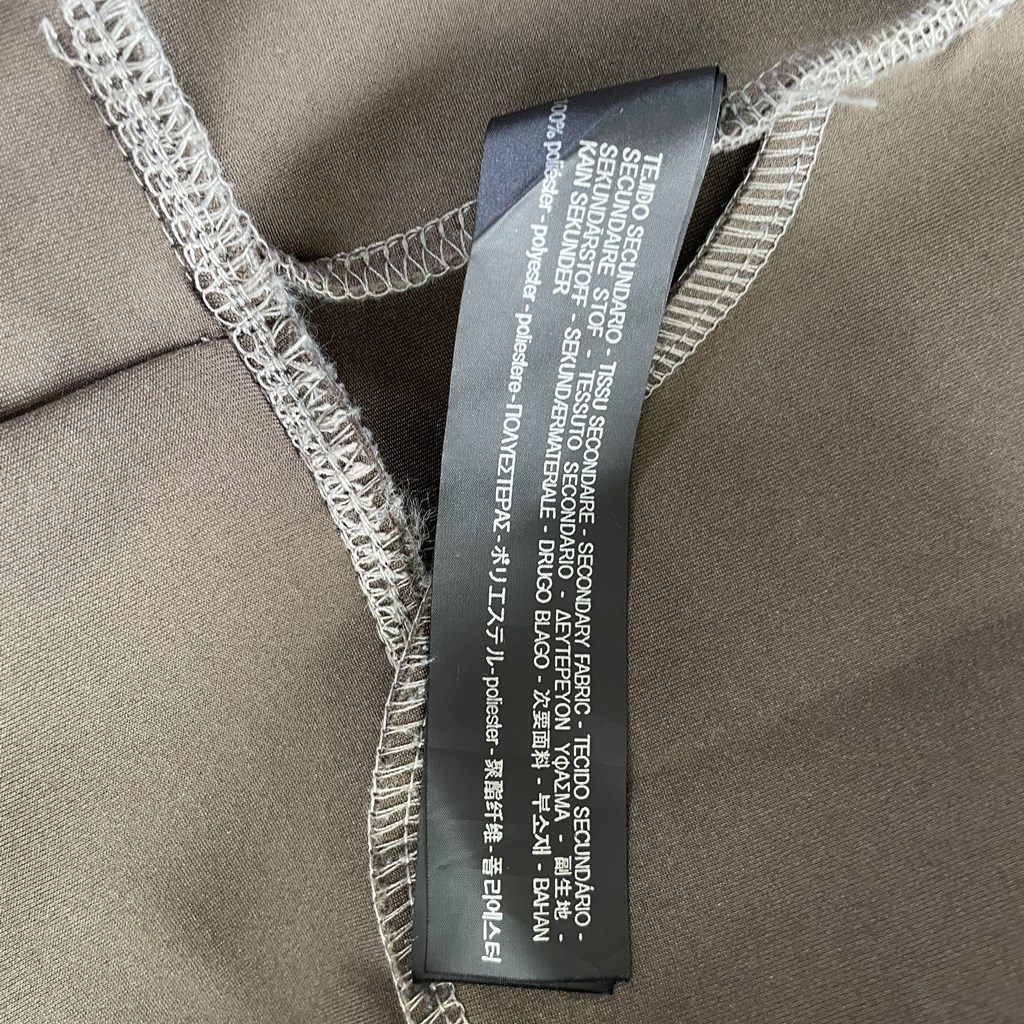 TEJIDO SECUNDARIO - TISSU SECONDAIRE - SECONDARY FABRIC - TECIDO SECUNDÁRIO -
SECUNDAIRE STOF - TESSUTO SECONDARIO - ΔΕΥΤΕΡΕΥΟΝ ΥΦΑΣΜΑ - 副生地 -
SEKUNDÄRSTOFF - SEKUNDÆRMATERIALE - DRUGO BLAGO - 次要面料 - 부소재 - BAHAN
KAIN SEKUNDER
100% poliéster - polyester - poliestere - ΠΟΛΥΕΣΤΕΡΑΣ - ポリエステル - poliester - 聚酯纤维 - 폴리에스터